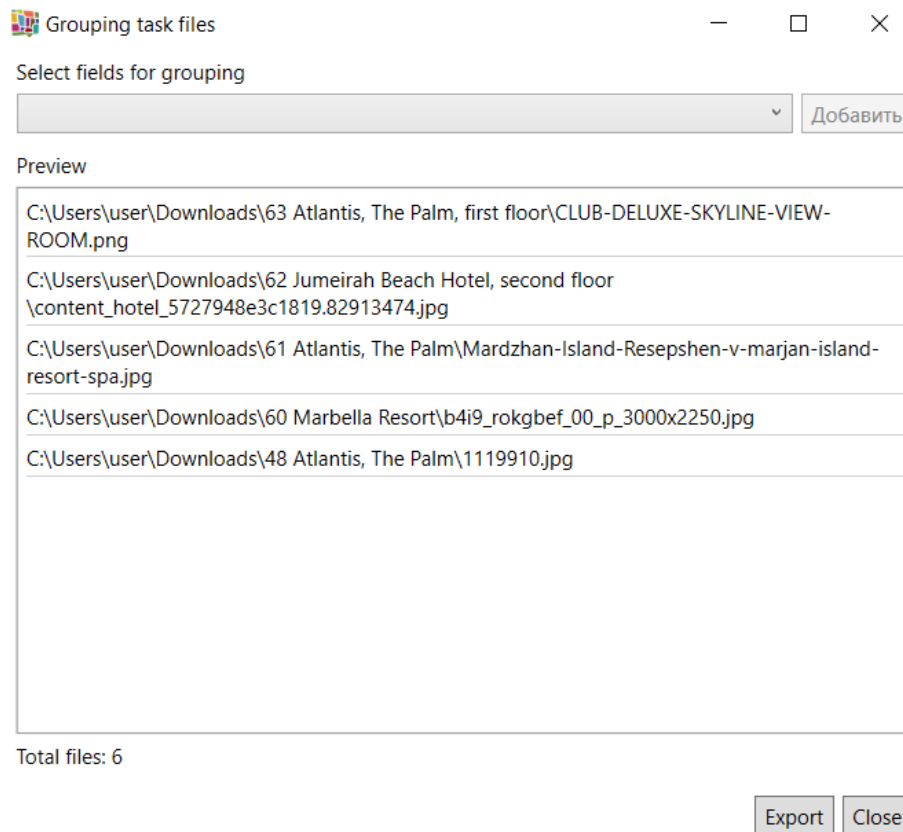 Grouping task files
Select fields for grouping
Добавить
Preview
C:\Users\user\Downloads\63 Atlantis, The Palm, first floor\CLUB-DELUXE-SKYLINE-VIEW-
ROOM.png
C:\Users\user\Downloads\62 Jumeirah Beach Hotel, second floor
\content_hotel_5727948e3c1819.82913474.jpg
C:\Users\user\Downloads\61 Atlantis, The Palm\Mardzhan-Island-Resepshen-v-marjan-island-
resort-spa.jpg
C:\Users\user\Downloads\60 Marbella Resort\b4i9_rokgbef_00_p_3000x2250.jpg
C:\Users\user\Downloads\48 Atlantis, The Palm\1119910.jpg
Total files: 6
Export Close